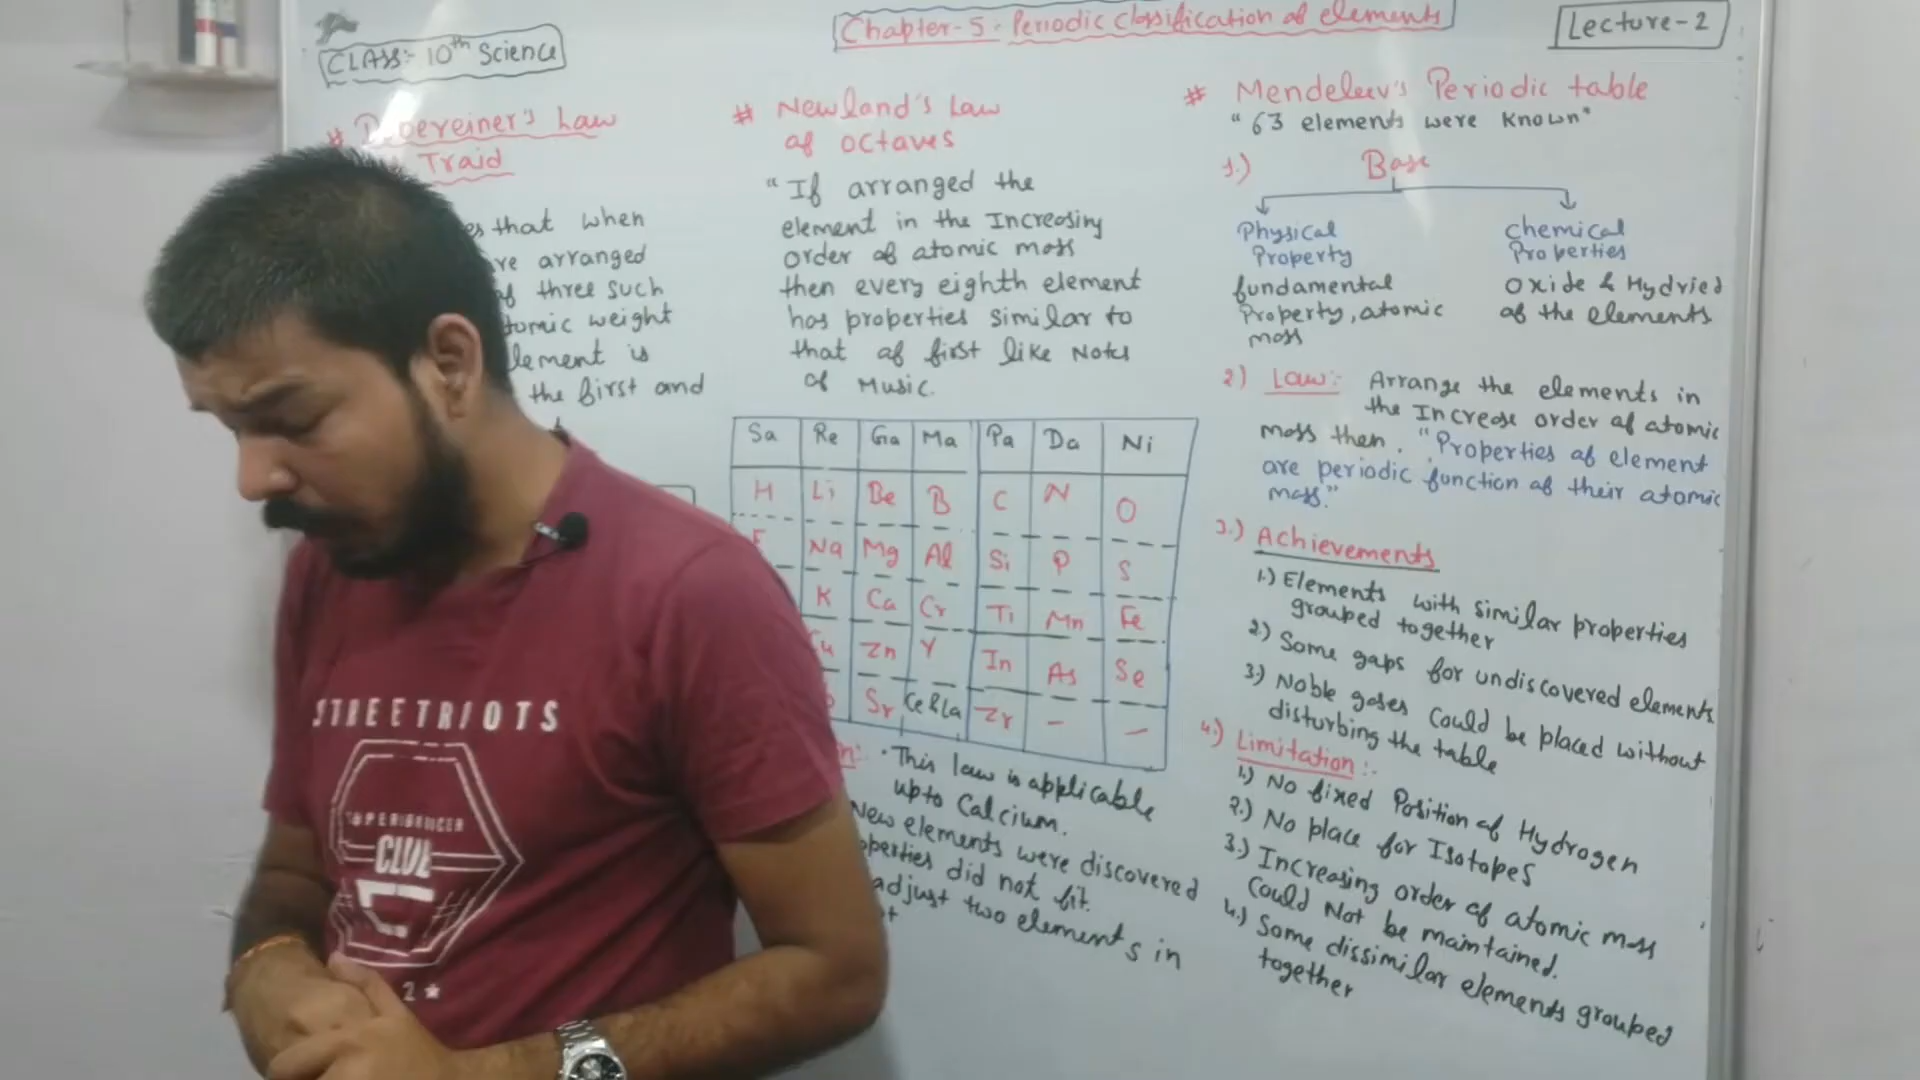 CLASS:- 10th Science
Chapter-5: Periodic Classification of elements
Lecture-2
Law
Traid
that when
arranged
of three such
weight
is
the first and
# Newland's Law
of octaves
"If arranged the
element in the Increasing
order of atomic mass
then every eighth element
has properties similar to
that of first like Notes
of Music.
Sa Re Ga Ma Pa Da Ni
H Li Be B C N O
F Na Mg Al Si P S
K Ca Cr Ti Mn Fe
Zn Y In As Se
Sr Ce & La Zr - -
· This law is applicable
upto Calcium.
New elements were discovered
did not fit.
adjust two elements in
# Mendeleev's Periodic table
"63 elements were known"
1.) Base
Physical
Property
fundamental
Property, atomic
mass
Chemical
Properties
oxide & Hydried
of the elements
2) Law:- Arrange the elements in
the Increase order of atomic
mass then. "Properties of element
are periodic function of their atomic
mass."
3.) Achievements
1.) Elements with similar properties
grouped together
2.) Some gaps for undiscovered elements
3.) Noble gases could be placed without
disturbing the table
4.) Limitation:-
1.) No fixed Position of Hydrogen
2.) No place for Isotopes
3.) Increasing order of atomic mass
could Not be maintained.
4.) Some dissimilar elements grouped
together
STREETRIOTS
CLUB
2 ★